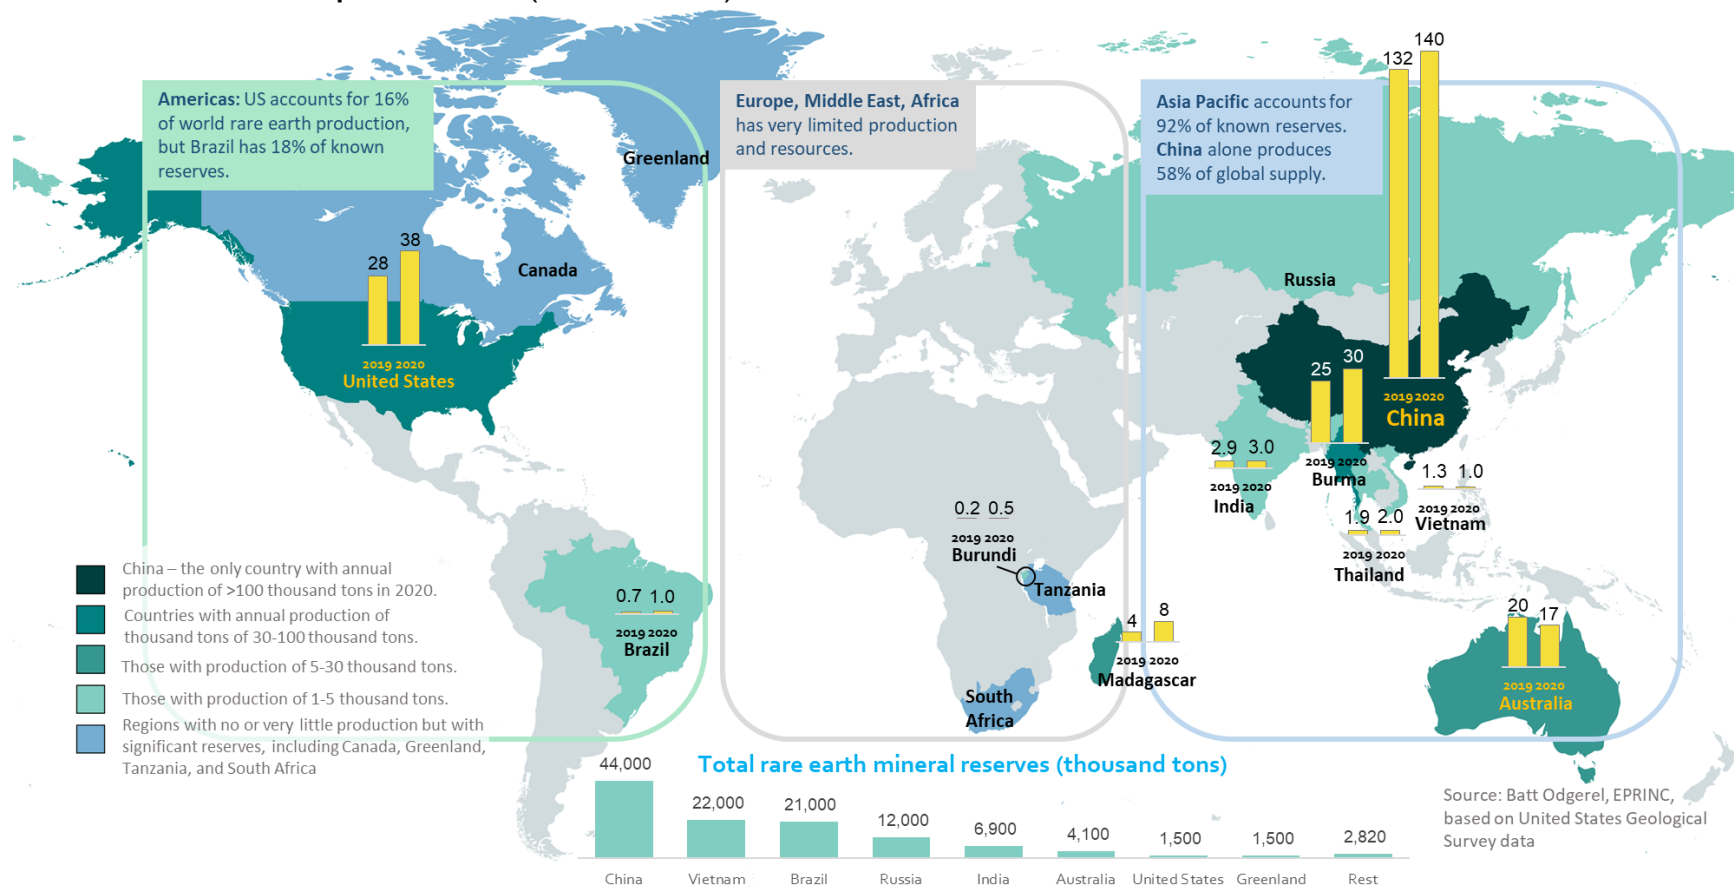 Americas: US accounts for 16%
of world rare earth production,
but Brazil has 18% of known
reserves.
Europe, Middle East, Africa
has very limited production
and resources.
Asia Pacific accounts for
92% of known reserves.
China alone produces
58% of global supply.
132
140
2019 2020
China
Greenland
Canada
28
38
2019 2020
United States
Russia
25
30
2019 2020
Burma
2.9
3.0
2019 2020
India
1.3
1.0
2019 2020
Vietnam
1.9
2.0
2019 2020
Thailand
0.2
0.5
2019 2020
Burundi
Tanzania
0.7
1.0
2019 2020
Brazil
4
8
2019 2020
Madagascar
20
17
2019 2020
Australia
South
Africa
China – the only country with annual
production of >100 thousand tons in 2020.
Countries with annual production of
thousand tons of 30-100 thousand tons.
Those with production of 5-30 thousand tons.
Those with production of 1-5 thousand tons.
Regions with no or very little production but with
significant reserves, including Canada, Greenland,
Tanzania, and South Africa
Total rare earth mineral reserves (thousand tons)
44,000
22,000
21,000
12,000
6,900
4,100
1,500
1,500
2,820
China
Vietnam
Brazil
Russia
India
Australia
United States
Greenland
Rest
Source: Batt Odgerel, EPRINC,
based on United States Geological
Survey data